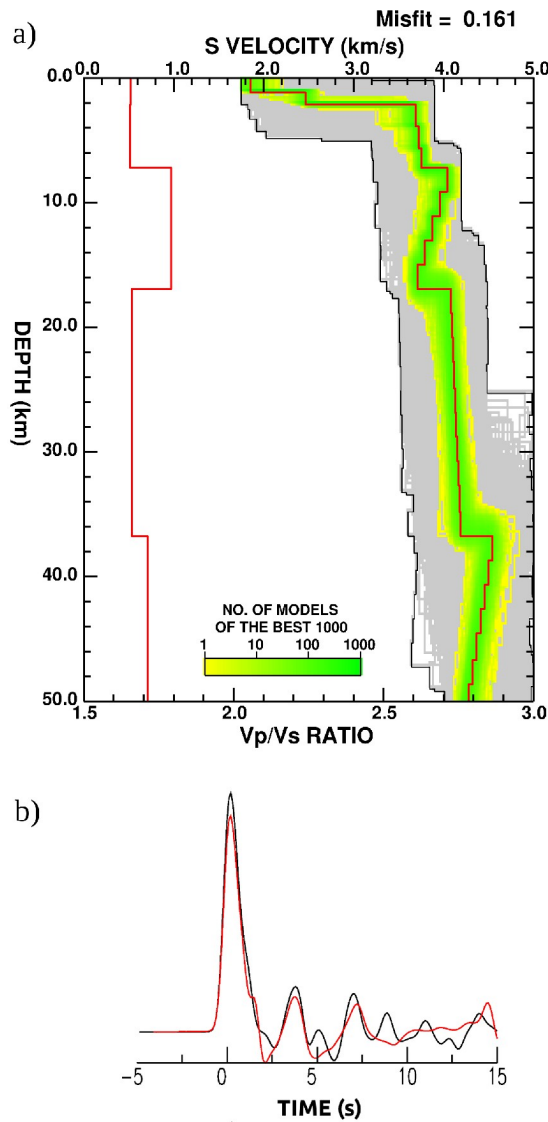 Misfit = 0.161
a)
S VELOCITY (km/s)
0.0 1.0 2.0 3.0 4.0 5.0
0.0
10.0
20.0
30.0
40.0
50.0
DEPTH (km)
NO. OF MODELS
OF THE BEST 1000
1 10 100 1000
1.5 2.0 2.5 3.0
Vp/Vs RATIO
b)
-5 0 5 10 15
TIME (s)